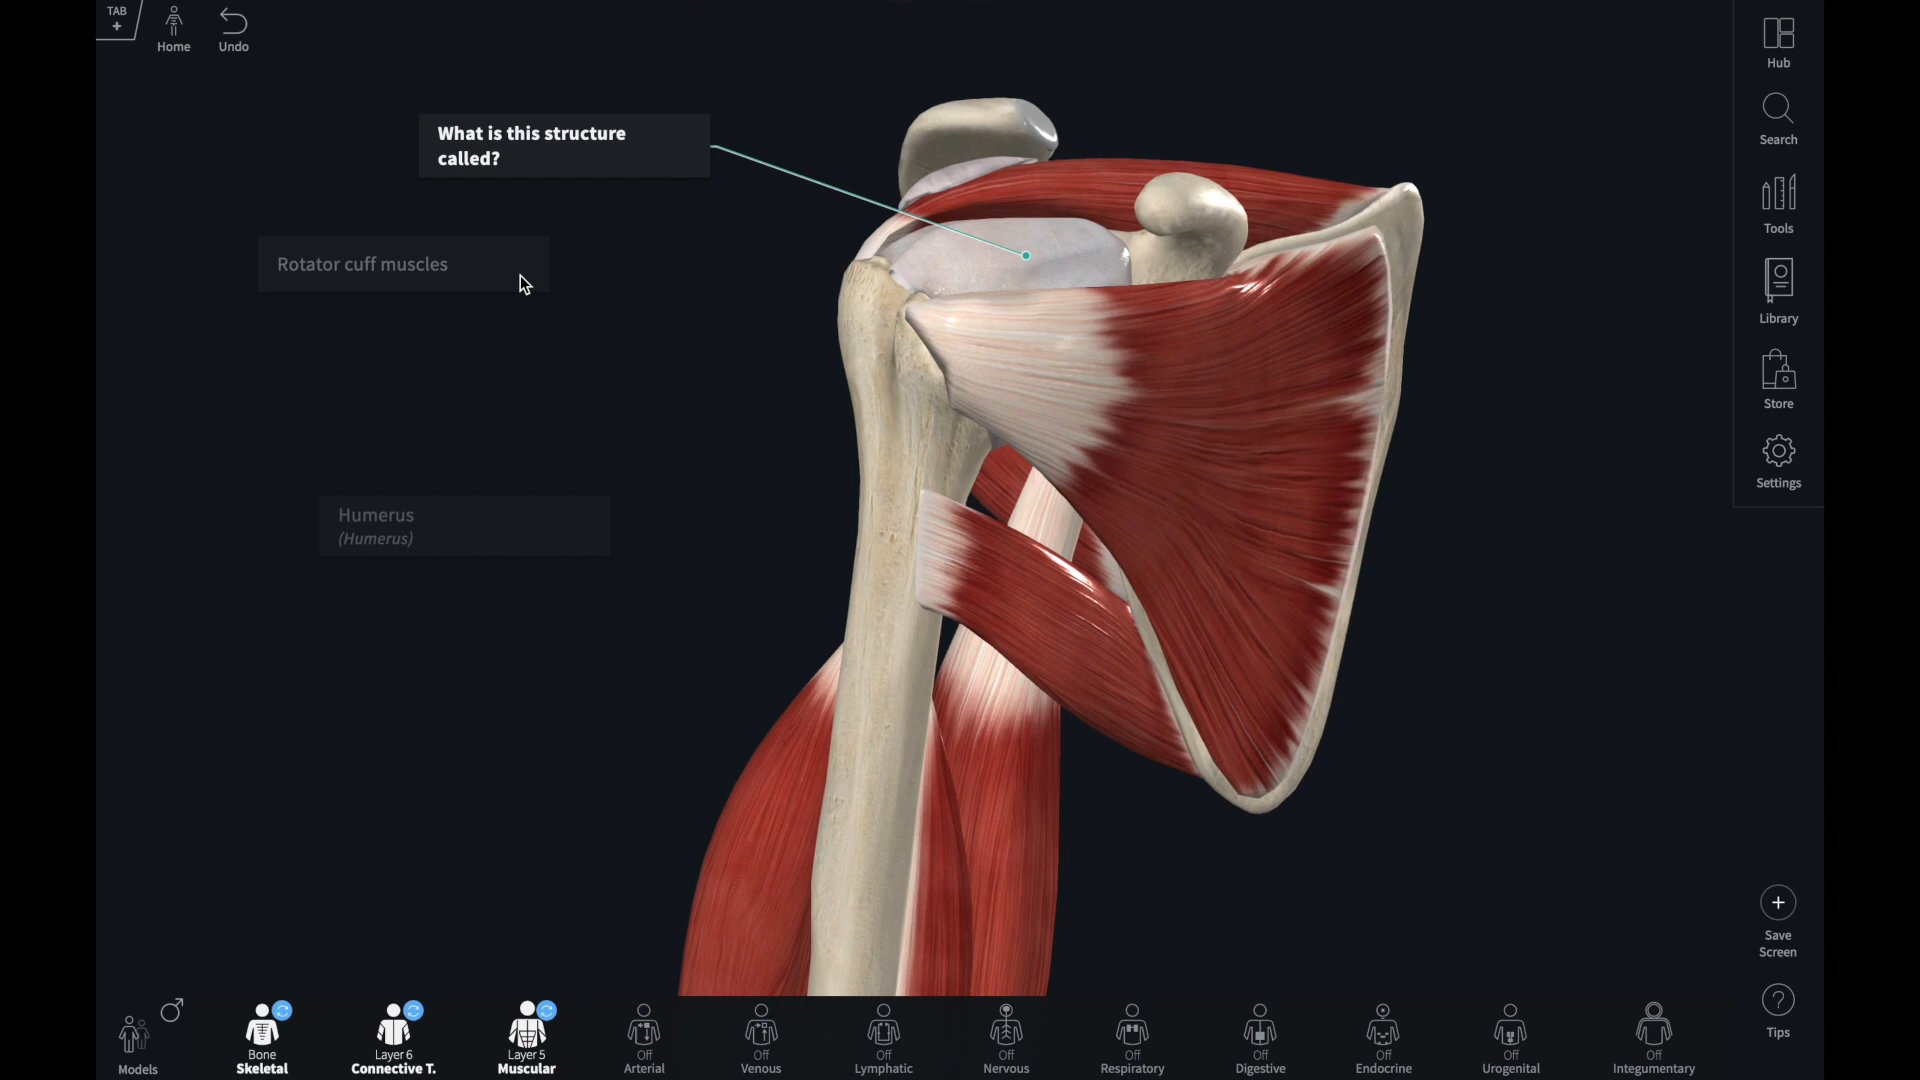 TAB
+
Home
Undo
Hub
What is this structure
called?
Search
Tools
Rotator cuff muscles
Library
Store
Settings
Humerus
(Humerus)
Save
Screen
Tips
Models
Bone
Skeletal
Layer 6
Connective T.
Layer 5
Muscular
Off
Arterial
Off
Venous
Off
Lymphatic
Off
Nervous
Off
Respiratory
Off
Digestive
Off
Endocrine
Off
Urogenital
Off
Integumentary